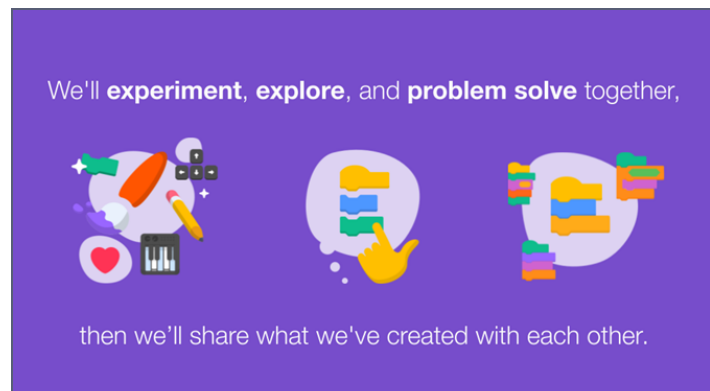 We'll experiment, explore, and problem solve together,
then we’ll share what we've created with each other.